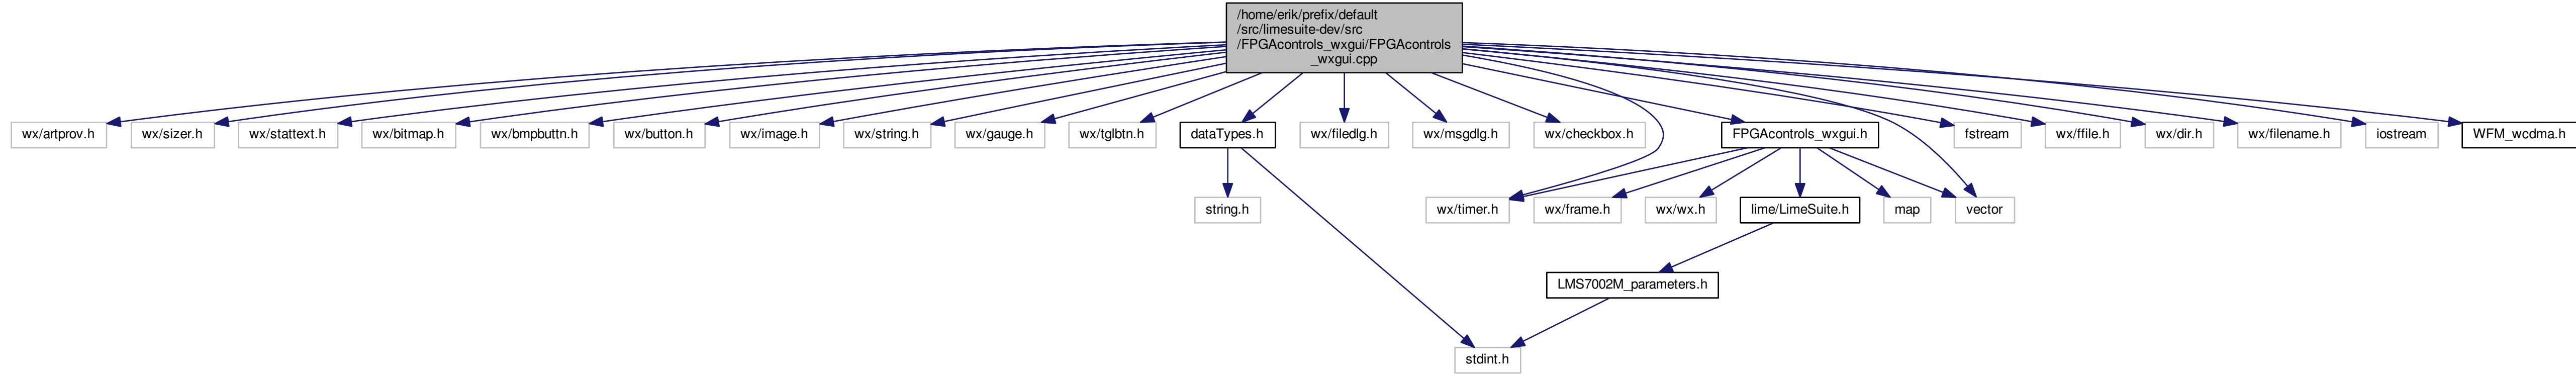 /home/erik/prefix/default
/src/limesuite-dev/src
/FPGAcontrols_wxgui/FPGAcontrols
_wxgui.cpp
wx/artprov.h
wx/sizer.h
wx/stattext.h
wx/bitmap.h
wx/bmpbuttn.h
wx/button.h
wx/image.h
wx/string.h
wx/gauge.h
wx/tglbtn.h
dataTypes.h
wx/filedlg.h
wx/msgdlg.h
wx/checkbox.h
FPGAcontrols_wxgui.h
fstream
wx/ffile.h
wx/dir.h
wx/filename.h
iostream
WFM_wcdma.h
string.h
wx/timer.h
wx/frame.h
wx/wx.h
lime/LimeSuite.h
map
vector
LMS7002M_parameters.h
stdint.h